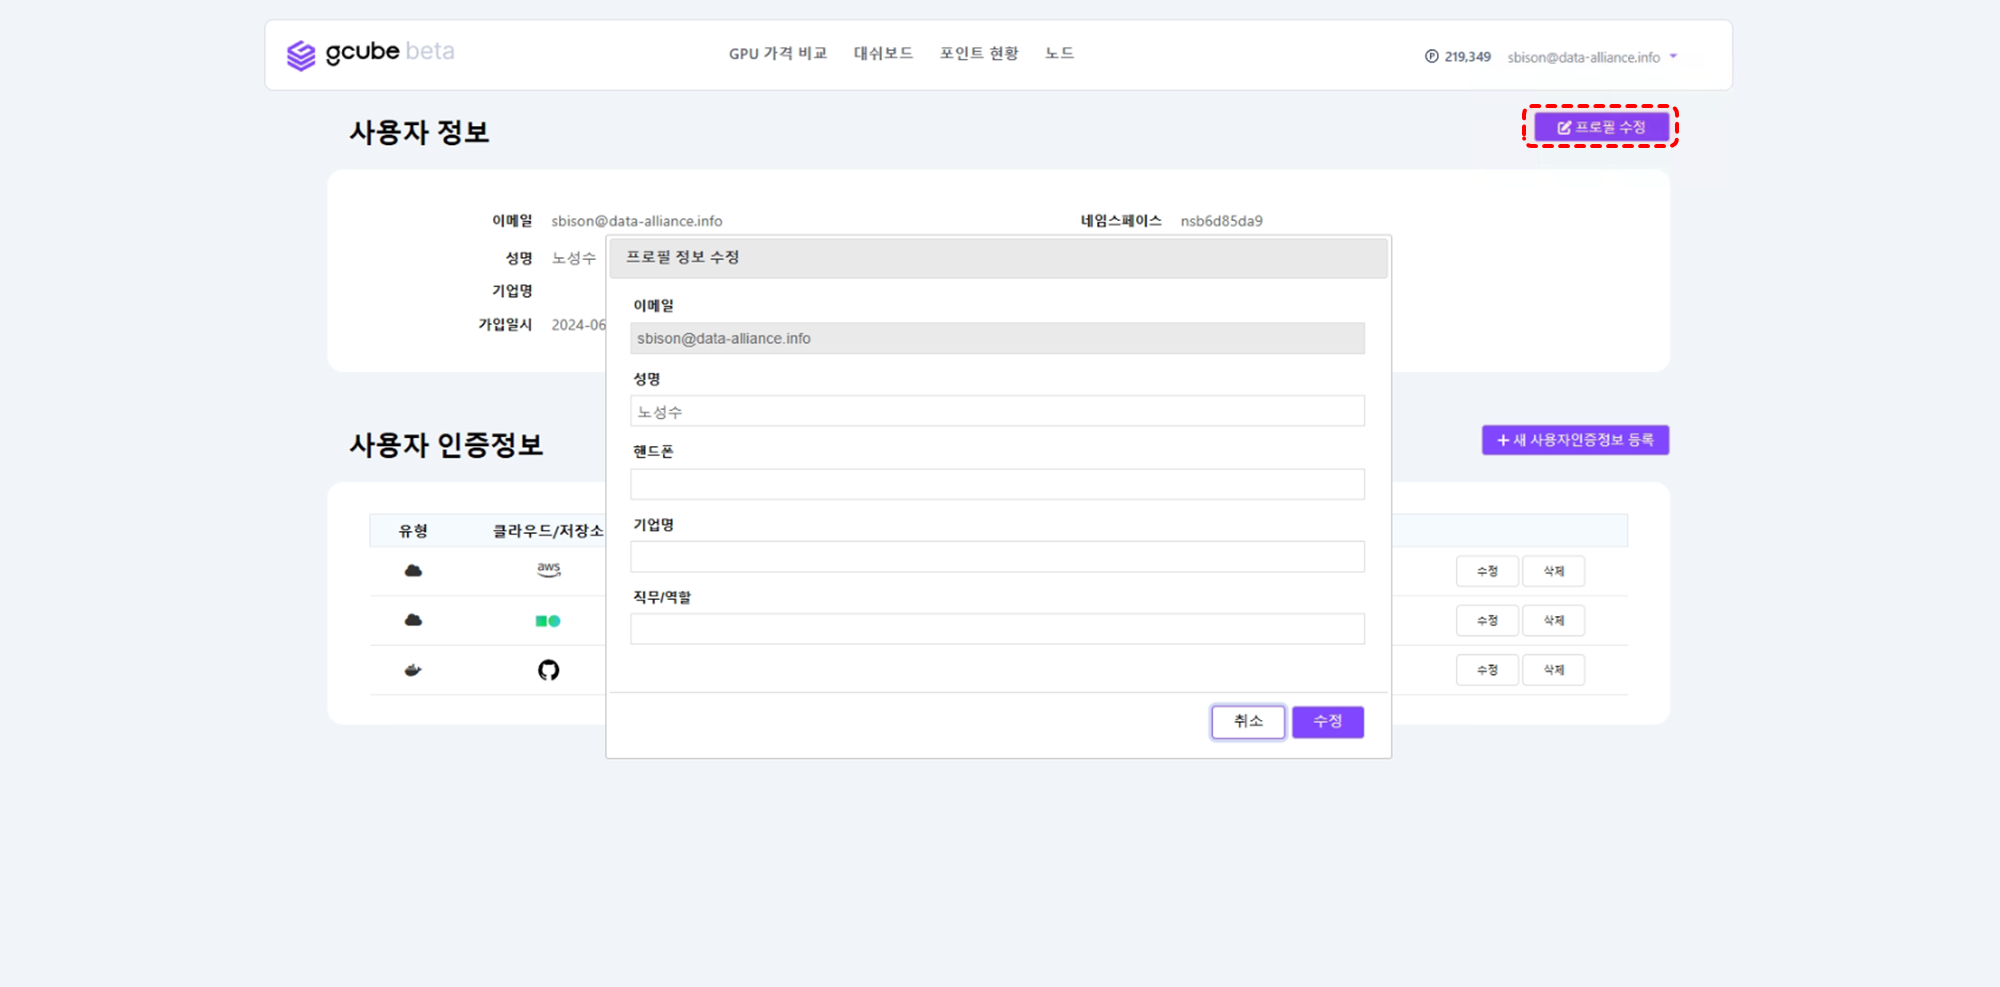 gcube beta
GPU 가격 비교 대쉬보드 포인트 현황 노드
219,349 sbison@data-alliance.info
사용자 정보
프로필 수정
이메일 sbison@data-alliance.info 네임스페이스 nsb6d85da9
성명 노성수
기업명
가입일시 2024-06
프로필 정보 수정
이메일
sbison@data-alliance.info
성명
노성수
핸드폰
기업명
직무/역할
취소 수정
사용자 인증정보
+ 새 사용자인증정보 등록
유형 클라우드/저장소
aws 수정 삭제
수정 삭제
수정 삭제